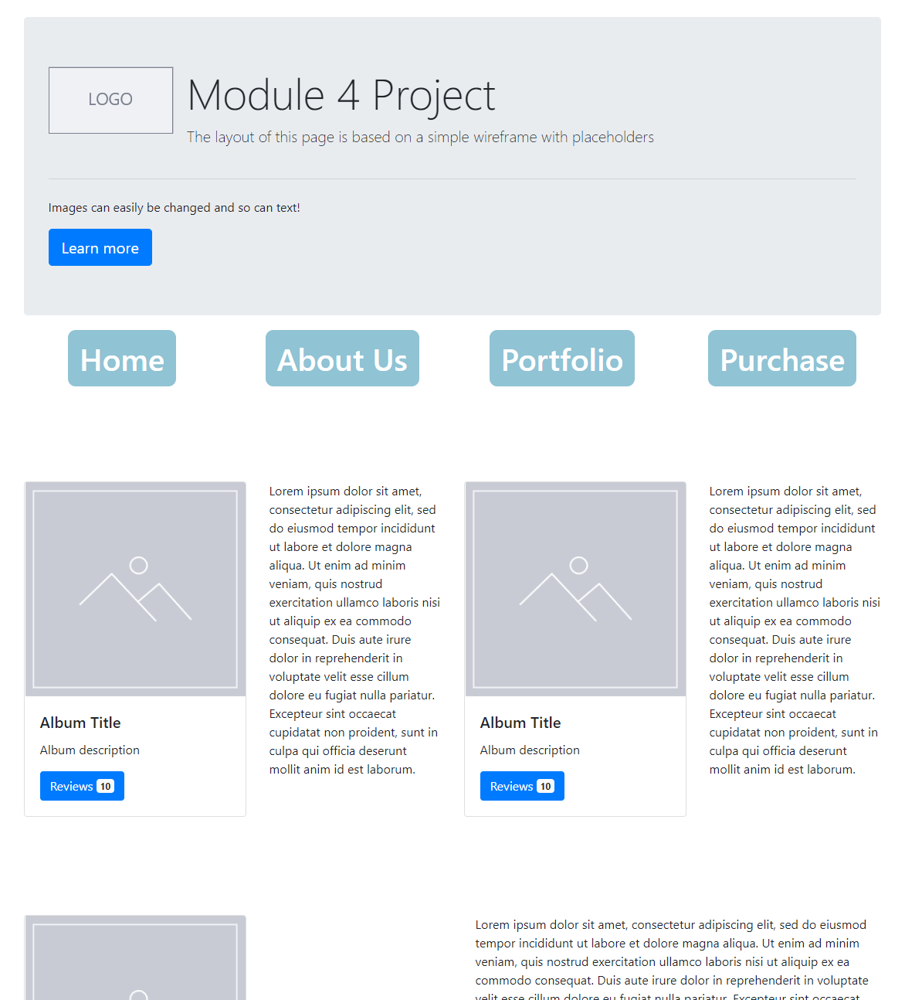 LOGO
Module 4 Project
The layout of this page is based on a simple wireframe with placeholders
Images can easily be changed and so can text!
Learn more
Home
About Us
Portfolio
Purchase
Lorem ipsum dolor sit amet,
consectetur adipiscing elit, sed
do eiusmod tempor incididunt
ut labore et dolore magna
aliqua. Ut enim ad minim
veniam, quis nostrud
exercitation ullamco laboris nisi
ut aliquip ex ea commodo
consequat. Duis aute irure
dolor in reprehenderit in
voluptate velit esse cillum
dolore eu fugiat nulla pariatur.
Excepteur sint occaecat
cupidatat non proident, sunt in
culpa qui officia deserunt
mollit anim id est laborum.
Album Title
Album description
Reviews 10
Lorem ipsum dolor sit amet,
consectetur adipiscing elit, sed
do eiusmod tempor incididunt
ut labore et dolore magna
aliqua. Ut enim ad minim
veniam, quis nostrud
exercitation ullamco laboris nisi
ut aliquip ex ea commodo
consequat. Duis aute irure
dolor in reprehenderit in
voluptate velit esse cillum
dolore eu fugiat nulla pariatur.
Excepteur sint occaecat
cupidatat non proident, sunt in
culpa qui officia deserunt
mollit anim id est laborum.
Album Title
Album description
Reviews 10
Lorem ipsum dolor sit amet, consectetur adipiscing elit, sed do eiusmod
tempor incididunt ut labore et dolore magna aliqua. Ut enim ad minim
veniam, quis nostrud exercitation ullamco laboris nisi ut aliquip ex ea
commodo consequat. Duis aute irure dolor in reprehenderit in voluptate
velit esse cillum dolore eu fugiat nulla pariatur. Excepteur sint occaecat